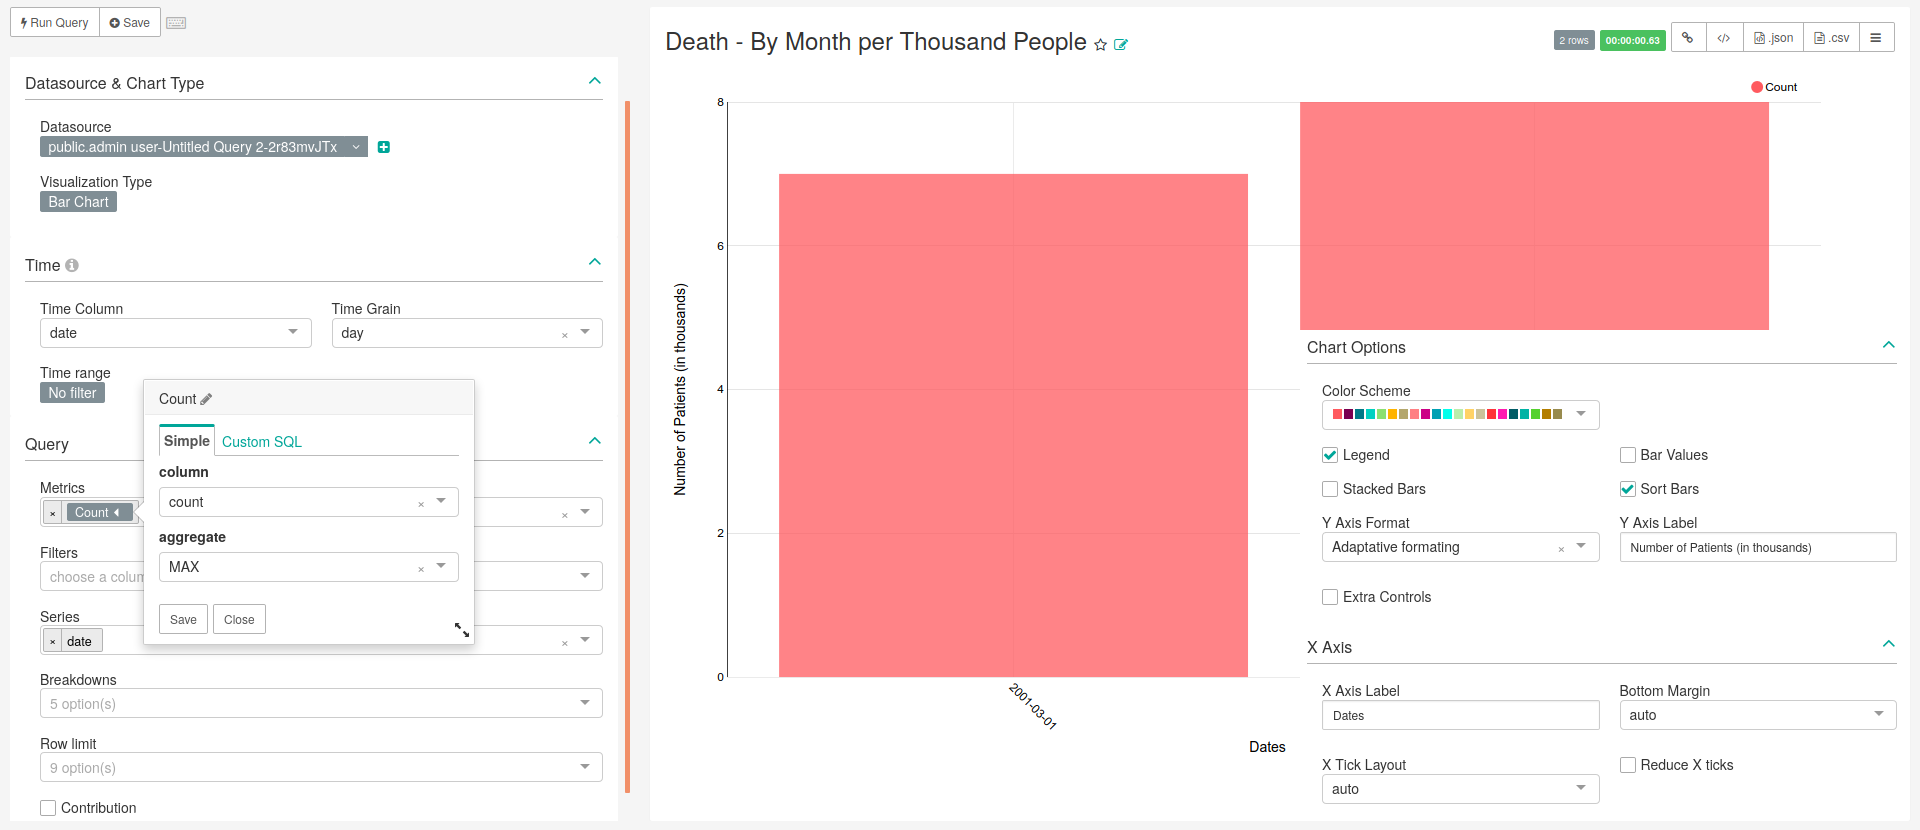 Run Query
Save
Datasource & Chart Type
Datasource
public.admin user-Untitled Query 2-2r83mvJTx
Visualization Type
Bar Chart
Time
Time Column
Time Grain
date
day
Time range
No filter
Count
Simple
Custom SQL
column
count
aggregate
MAX
Save
Close
Query
Metrics
Count
Filters
choose a colum
Series
date
Breakdowns
5 option(s)
Row limit
9 option(s)
Contribution
Death - By Month per Thousand People
2 rows
00:00:00.63
.json
.csv
Count
8
6
4
2
0
Number of Patients (in thousands)
2001-03-01
Dates
Chart Options
Color Scheme
Legend
Bar Values
Stacked Bars
Sort Bars
Y Axis Format
Y Axis Label
Adaptative formating
Number of Patients (in thousands)
Extra Controls
X Axis
X Axis Label
Bottom Margin
Dates
auto
X Tick Layout
Reduce X ticks
auto